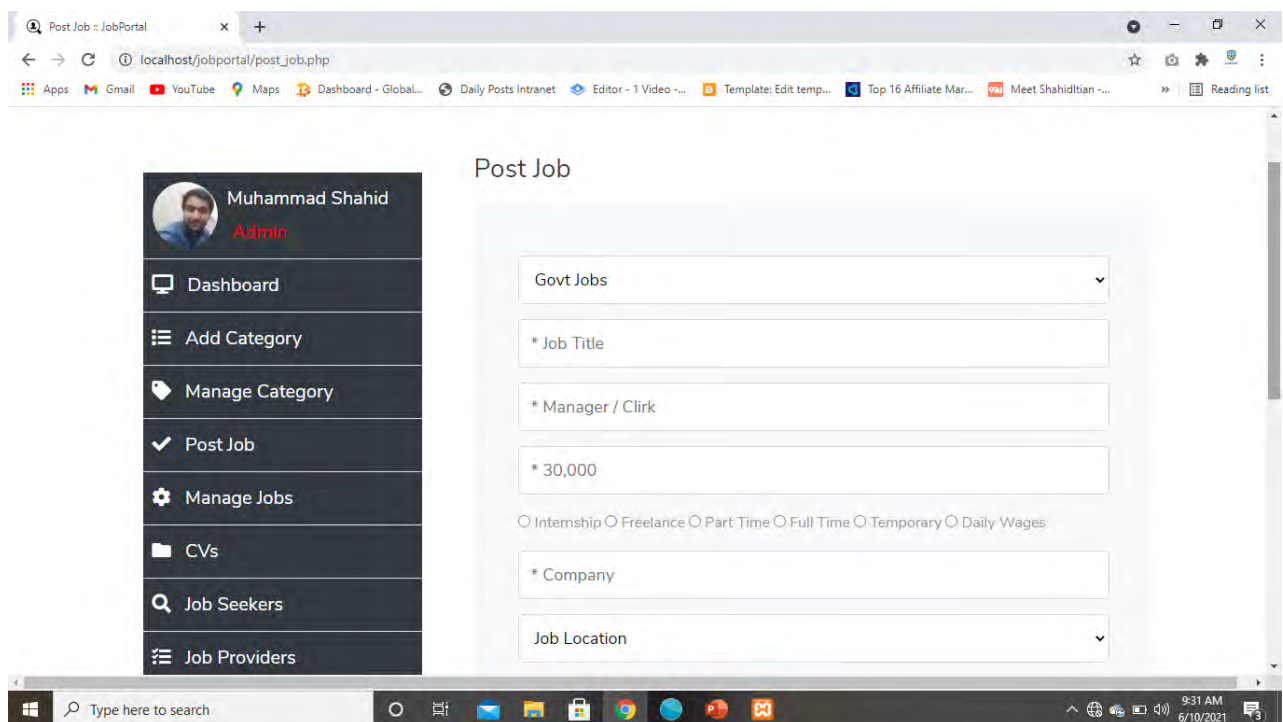 Post Job :: JobPortal
localhost/jobportal/post_job.php
Apps Gmail YouTube Maps Dashboard - Global... Daily Posts Intranet Editor - 1 Video -... Template: Edit temp... Top 16 Affiliate Mar... Meet ShahidItian -... » Reading list
Muhammad Shahid
Admin
Dashboard
Add Category
Manage Category
Post Job
Manage Jobs
CVs
Job Seekers
Job Providers
Post Job
Govt Jobs
* Job Title
* Manager / Clirk
* 30,000
Internship Freelance Part Time Full Time Temporary Daily Wages
* Company
Job Location
Type here to search
9:31 AM
6/10/2021